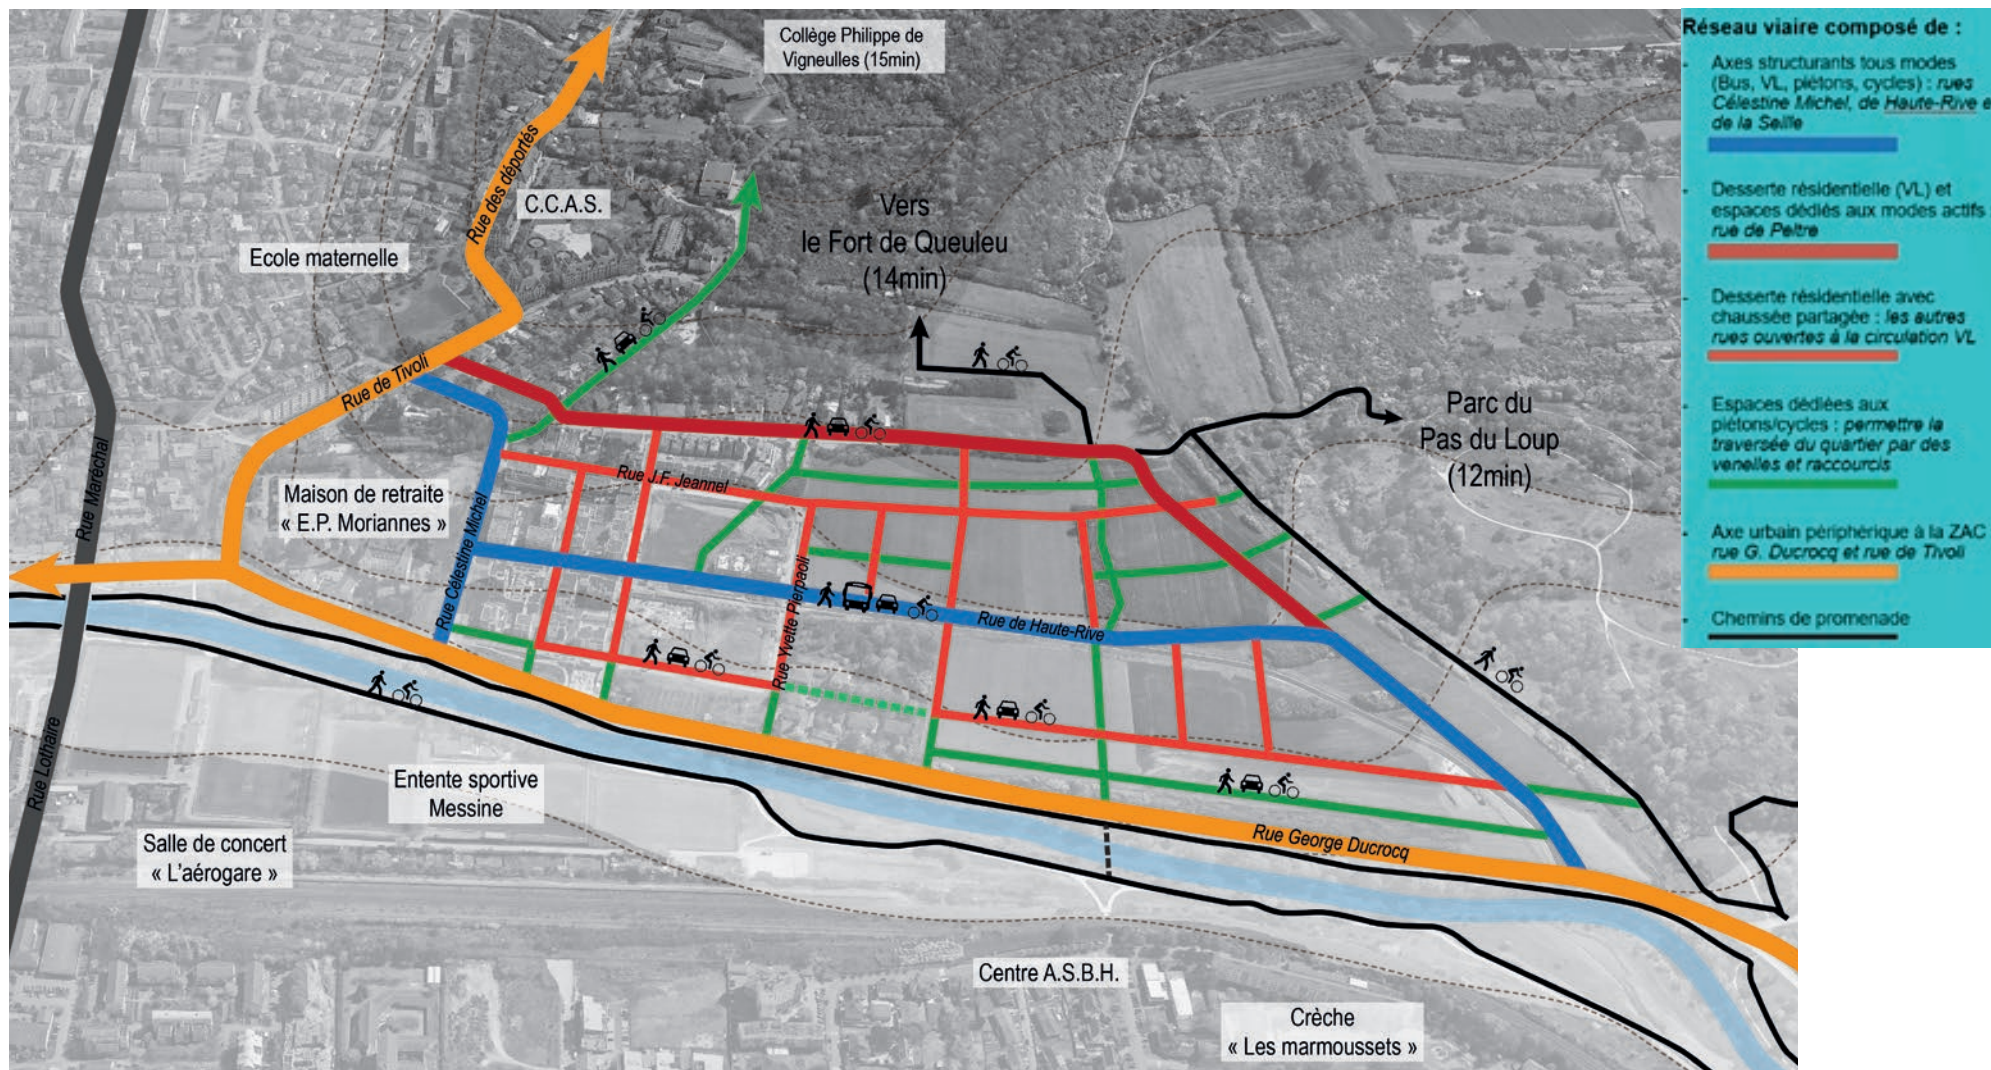 Collège Philippe de
Vigneulles (15min)
Rue des déportés
C.C.A.S.
Vers
le Fort de Queuleu
(14min)
Ecole maternelle
Rue de Tivoli
Parc du
Pas du Loup
(12min)
Rue Maréchal
Maison de retraite
« E.P. Moriannes »
Rue J.F. Jeannel
Rue Célestine Michel
Rue Yvette Pierpaoli
Rue de Haute-Rive
Rue Lothaire
Entente sportive
Messine
Salle de concert
« L'aérogare »
Rue George Ducrocq
Centre A.S.B.H.
Crèche
« Les marmoussets »
Réseau viaire composé de :
- Axes structurants tous modes
(Bus, VL, piétons, cycles) : rues
Célestine Michel, de Haute-Rive e
de la Seille
- Desserte résidentielle (VL) et
espaces dédiés aux modes actifs :
rue de Peltre
- Desserte résidentielle avec
chaussée partagée : les autres
rues ouvertes à la circulation VL
- Espaces dédiées aux
piétons/cycles : permettre la
traversée du quartier par des
venelles et raccourcis
- Axe urbain périphérique à la ZAC :
rue G. Ducrocq et rue de Tivoli
- Chemins de promenade